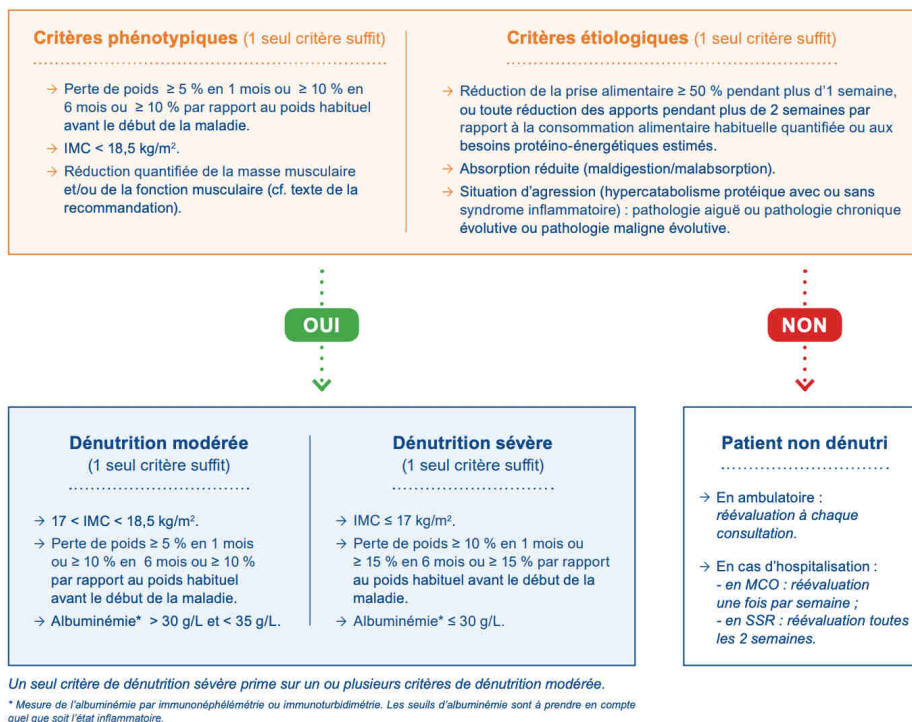 Critères phénotypiques (1 seul critère suffit)
→ Perte de poids ≥ 5 % en 1 mois ou ≥ 10 % en
6 mois ou ≥ 10 % par rapport au poids habituel
avant le début de la maladie.
→ IMC < 18,5 kg/m².
→ Réduction quantifiée de la masse musculaire
et/ou de la fonction musculaire (cf. texte de la
recommandation).
Critères étiologiques (1 seul critère suffit)
→ Réduction de la prise alimentaire ≥ 50 % pendant plus d’1 semaine,
ou toute réduction des apports pendant plus de 2 semaines par
rapport à la consommation alimentaire habituelle quantifiée ou aux
besoins protéino-énergétiques estimés.
→ Absorption réduite (maldigestion/malabsorption).
→ Situation d’agression (hypercatabolisme protéique avec ou sans
syndrome inflammatoire) : pathologie aiguë ou pathologie chronique
évolutive ou pathologie maligne évolutive.
OUI
NON
Dénutrition modérée
(1 seul critère suffit)
→ 17 < IMC < 18,5 kg/m².
→ Perte de poids ≥ 5 % en 1 mois
ou ≥ 10 % en 6 mois ou ≥ 10 %
par rapport au poids habituel
avant le début de la maladie.
→ Albuminémie* > 30 g/L et < 35 g/L.
Dénutrition sévère
(1 seul critère suffit)
→ IMC ≤ 17 kg/m².
→ Perte de poids ≥ 10 % en 1 mois ou
≥ 15 % en 6 mois ou ≥ 15 % par rapport
au poids habituel avant le début de la
maladie.
→ Albuminémie* ≤ 30 g/L.
Patient non dénutri
→ En ambulatoire :
réévaluation à chaque
consultation.
→ En cas d’hospitalisation :
- en MCO : réévaluation
une fois par semaine ;
- en SSR : réévaluation toutes
les 2 semaines.
Un seul critère de dénutrition sévère prime sur un ou plusieurs critères de dénutrition modérée.
* Mesure de l’albuminémie par immunonéphélémétrie ou immunoturbidimétrie. Les seuils d’albuminémie sont à prendre en compte
quel que soit l’état inflammatoire.